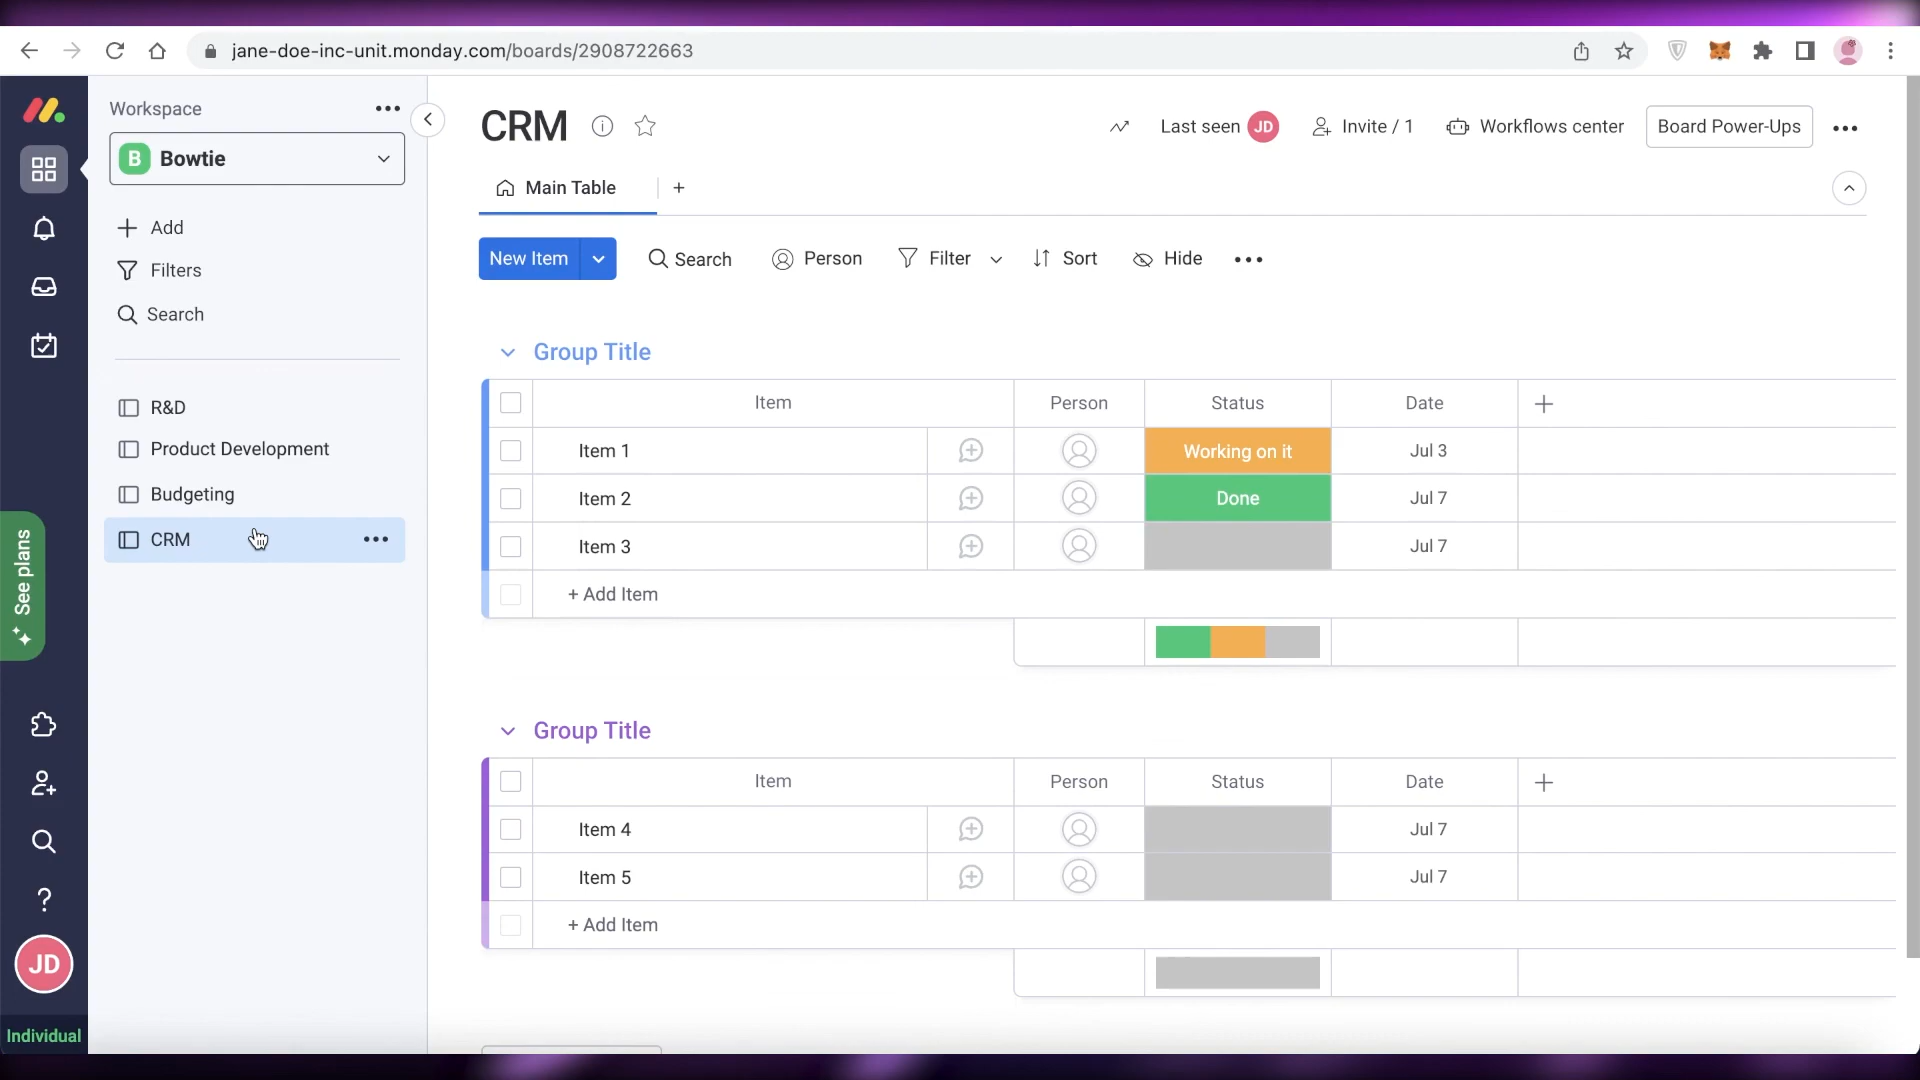 jane-doe-inc-unit.monday.com/boards/2908722663
Workspace
B Bowtie
Add
Filters
Search
R&D
Product Development
Budgeting
CRM
See plans
JD
Individual
CRM
Last seen JD
Invite / 1
Workflows center
Board Power-Ups
Main Table
New Item
Search
Person
Filter
Sort
Hide
Group Title
Item Person Status Date
Item 1 Working on it Jul 3
Item 2 Done Jul 7
Item 3 Jul 7
+ Add Item
Group Title
Item Person Status Date
Item 4 Jul 7
Item 5 Jul 7
+ Add Item